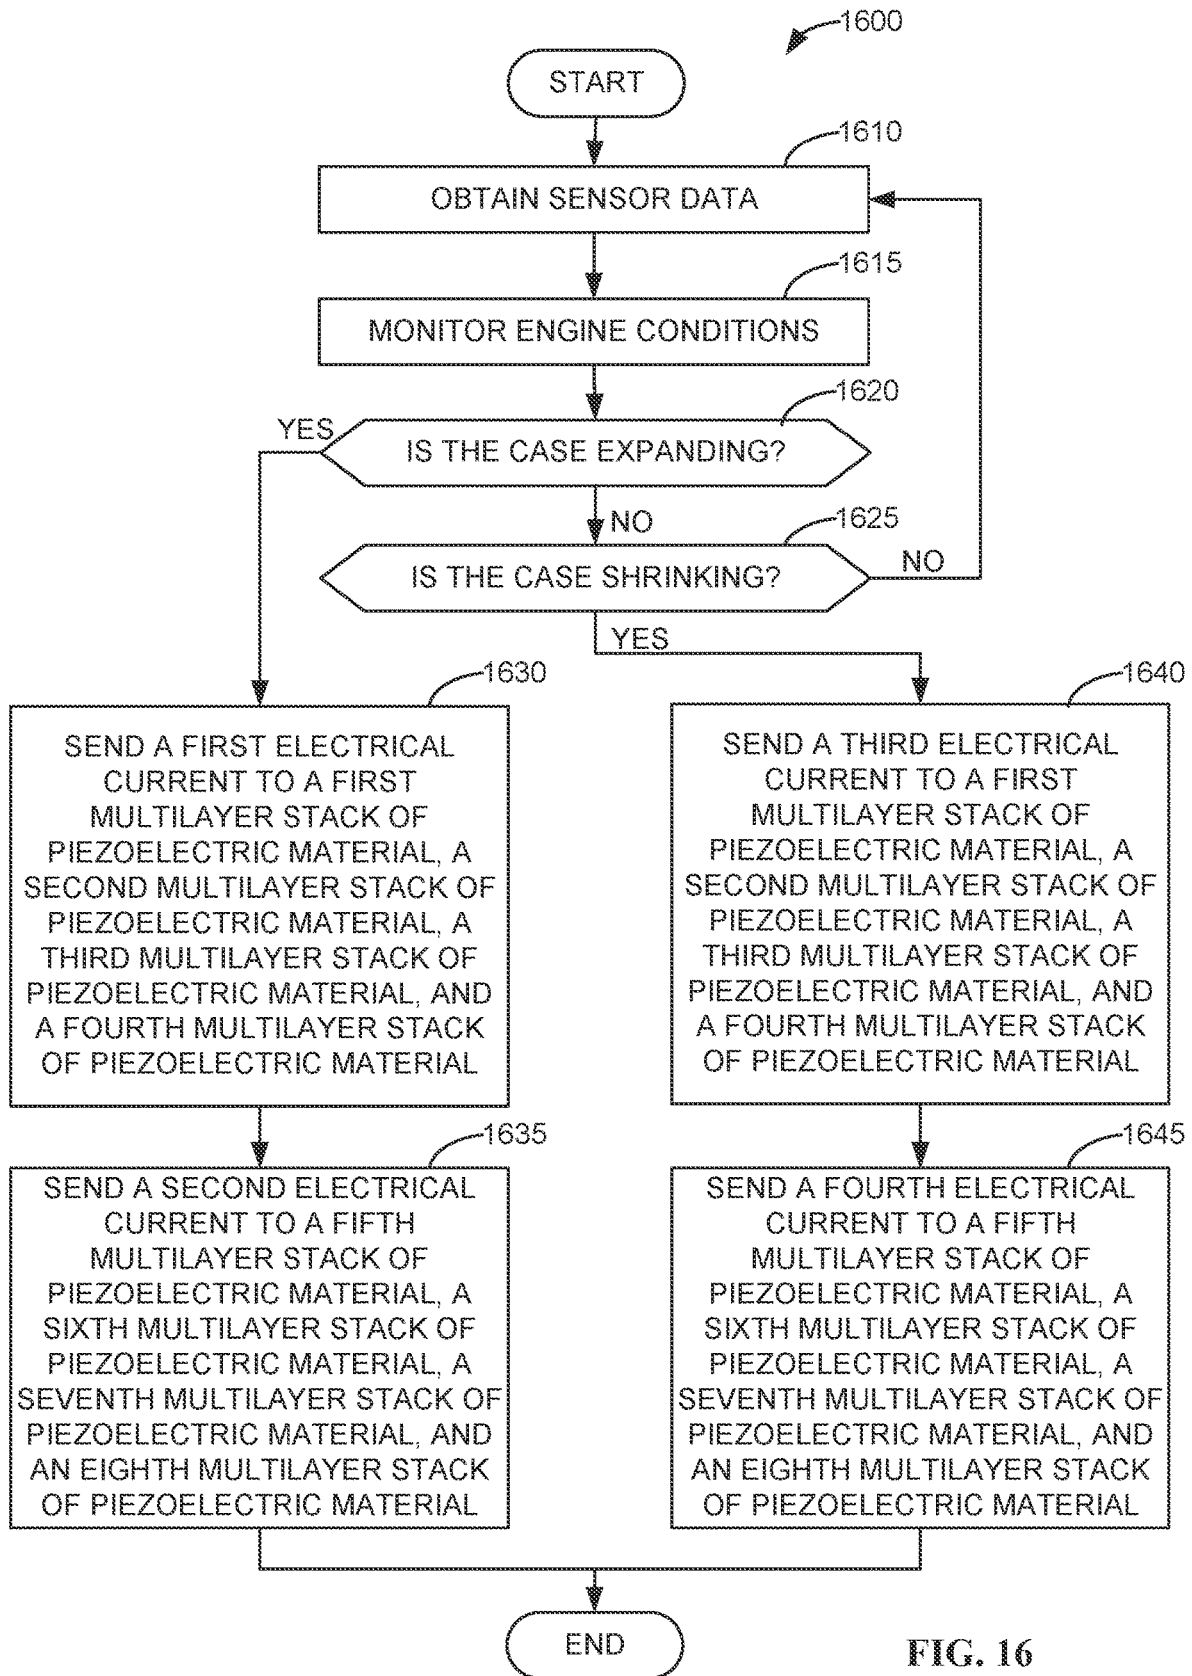 1600
START
1610
OBTAIN SENSOR DATA
1615
MONITOR ENGINE CONDITIONS
1620
YES
IS THE CASE EXPANDING?
NO
1625
IS THE CASE SHRINKING?
NO
YES
1630
SEND A FIRST ELECTRICAL
CURRENT TO A FIRST
MULTILAYER STACK OF
PIEZOELECTRIC MATERIAL, A
SECOND MULTILAYER STACK OF
PIEZOELECTRIC MATERIAL, A
THIRD MULTILAYER STACK OF
PIEZOELECTRIC MATERIAL, AND
A FOURTH MULTILAYER STACK
OF PIEZOELECTRIC MATERIAL
1640
SEND A THIRD ELECTRICAL
CURRENT TO A FIRST
MULTILAYER STACK OF
PIEZOELECTRIC MATERIAL, A
SECOND MULTILAYER STACK OF
PIEZOELECTRIC MATERIAL, A
THIRD MULTILAYER STACK OF
PIEZOELECTRIC MATERIAL, AND
A FOURTH MULTILAYER STACK
OF PIEZOELECTRIC MATERIAL
1635
SEND A SECOND ELECTRICAL
CURRENT TO A FIFTH
MULTILAYER STACK OF
PIEZOELECTRIC MATERIAL, A
SIXTH MULTILAYER STACK OF
PIEZOELECTRIC MATERIAL, A
SEVENTH MULTILAYER STACK OF
PIEZOELECTRIC MATERIAL, AND
AN EIGHTH MULTILAYER STACK
OF PIEZOELECTRIC MATERIAL
1645
SEND A FOURTH ELECTRICAL
CURRENT TO A FIFTH
MULTILAYER STACK OF
PIEZOELECTRIC MATERIAL, A
SIXTH MULTILAYER STACK OF
PIEZOELECTRIC MATERIAL, A
SEVENTH MULTILAYER STACK OF
PIEZOELECTRIC MATERIAL, AND
AN EIGHTH MULTILAYER STACK
OF PIEZOELECTRIC MATERIAL
END
FIG. 16